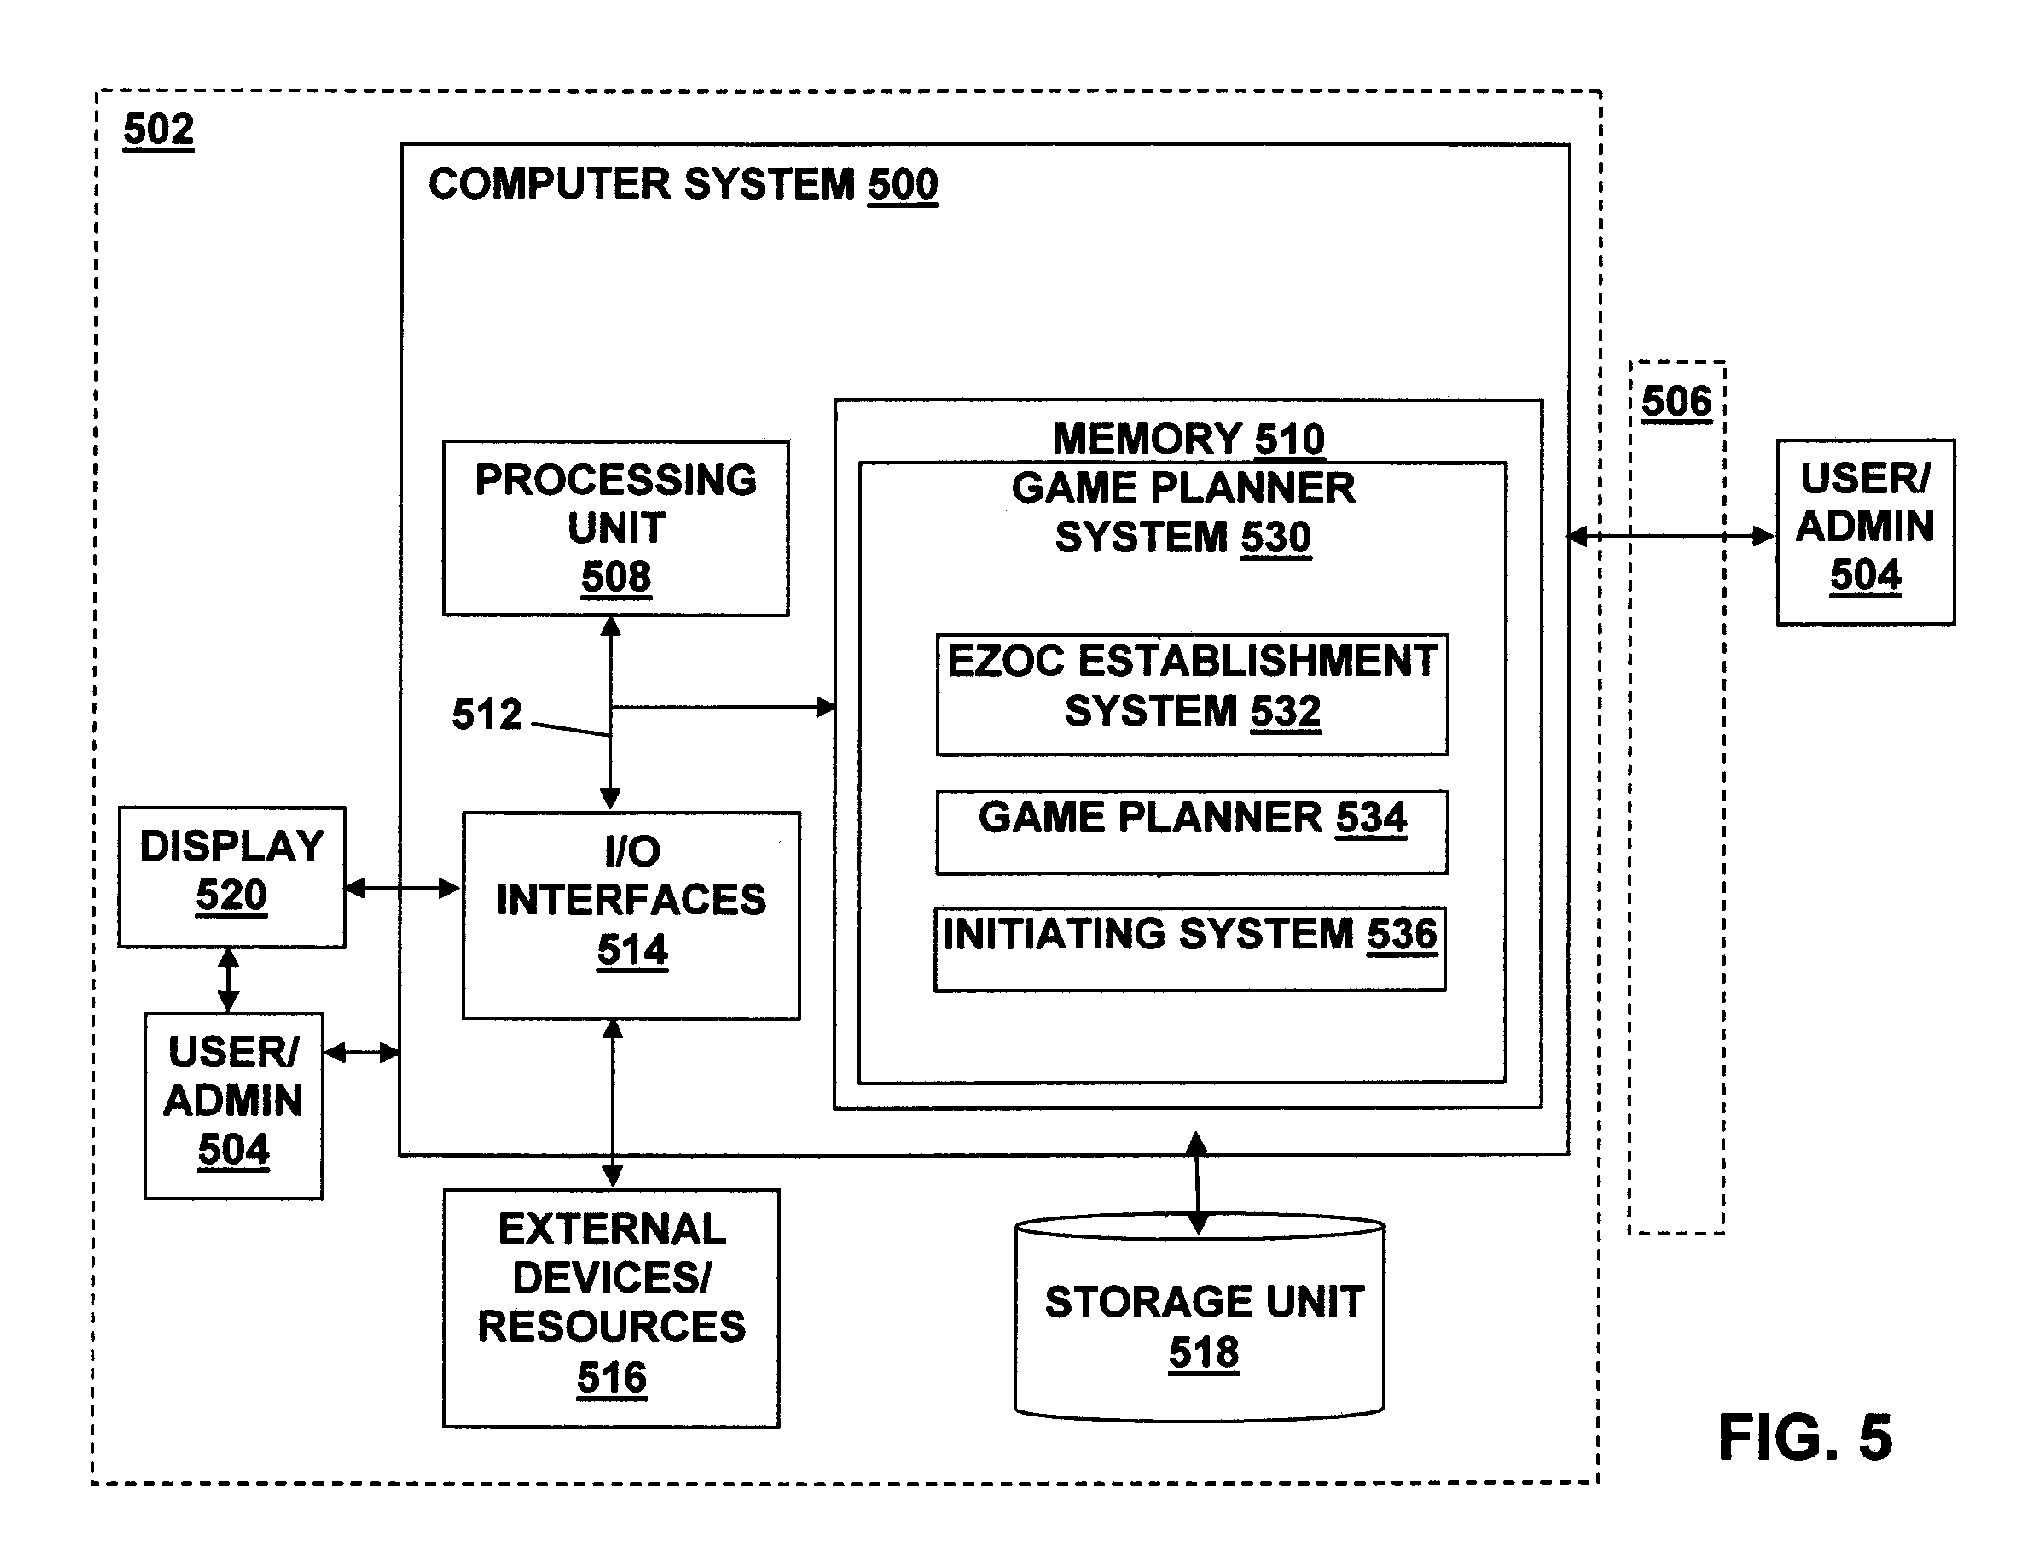 502
COMPUTER SYSTEM 500
506
MEMORY 510
PROCESSING
UNIT
508
GAME PLANNER
SYSTEM 530
USER/
ADMIN
504
EZOC ESTABLISHMENT
SYSTEM 532
512
GAME PLANNER 534
DISPLAY
520
I/O
INTERFACES
514
INITIATING SYSTEM 536
USER/
ADMIN
504
EXTERNAL
DEVICES/
RESOURCES
516
STORAGE UNIT
518
FIG. 5